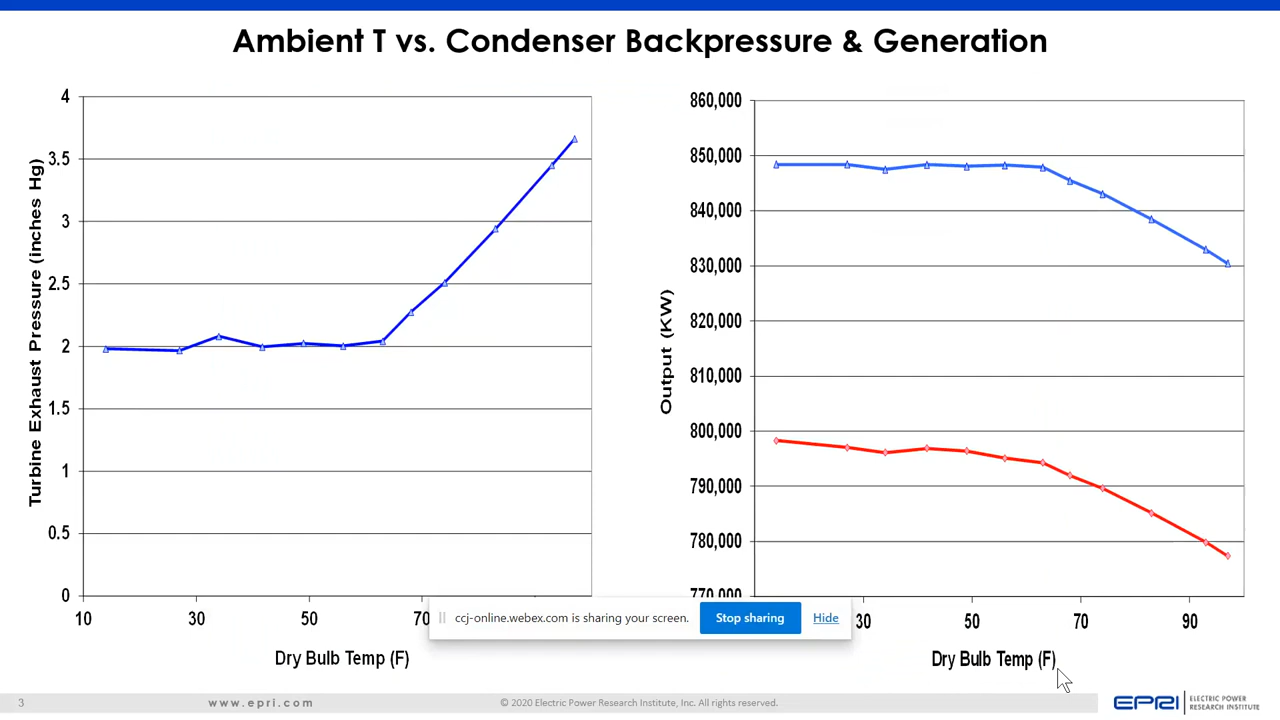 Ambient T vs. Condenser Backpressure & Generation
Turbine Exhaust Pressure (inches Hg)
4
3.5
3
2.5
2
1.5
1
0.5
0
10
30
50
70
Dry Bulb Temp (F)
Output (KW)
860,000
850,000
840,000
830,000
820,000
810,000
800,000
790,000
780,000
770,000
30
50
70
90
Dry Bulb Temp (F)
ccj-online.webex.com is sharing your screen.
Stop sharing
Hide
3
www.epri.com
© 2020 Electric Power Research Institute, Inc. All rights reserved.
EPRI
ELECTRIC POWER
RESEARCH INSTITUTE